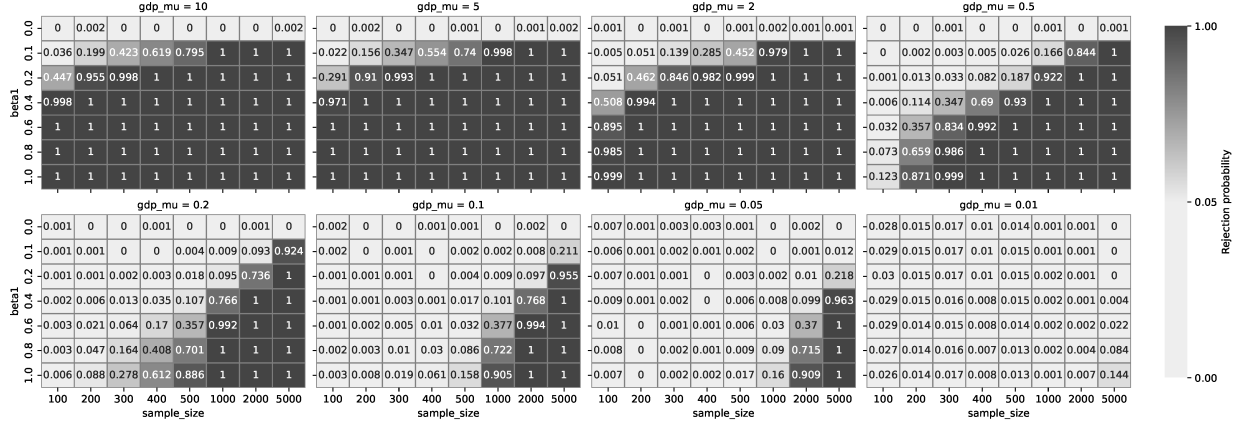 gdp_mu = 10
0.0 0 0.002 0 0 0 0 0 0.002
0.1 0.036 0.199 0.423 0.619 0.795 1 1 1
0.2 0.447 0.955 0.998 1 1 1 1 1
0.4 0.998 1 1 1 1 1 1 1
0.6 1 1 1 1 1 1 1 1
0.8 1 1 1 1 1 1 1 1
1.0 1 1 1 1 1 1 1 1
beta1
gdp_mu = 5
0 0.002 0 0 0.001 0 0.001 0.002
0.022 0.156 0.347 0.554 0.74 0.998 1 1
0.291 0.91 0.993 1 1 1 1 1
0.971 1 1 1 1 1 1 1
1 1 1 1 1 1 1 1
1 1 1 1 1 1 1 1
1 1 1 1 1 1 1 1
gdp_mu = 2
0.001 0 0.001 0 0.001 0 0.001 0.001
0.005 0.051 0.139 0.285 0.452 0.979 1 1
0.051 0.462 0.846 0.982 0.999 1 1 1
0.508 0.994 1 1 1 1 1 1
0.895 1 1 1 1 1 1 1
0.985 1 1 1 1 1 1 1
0.999 1 1 1 1 1 1 1
gdp_mu = 0.5
0 0 0.001 0 0 0.001 0 0.001
0 0.002 0.003 0.005 0.026 0.166 0.844 1
0.001 0.013 0.033 0.082 0.187 0.922 1 1
0.006 0.114 0.347 0.69 0.93 1 1 1
0.032 0.357 0.834 0.992 1 1 1 1
0.073 0.659 0.986 1 1 1 1 1
0.123 0.871 0.999 1 1 1 1 1
gdp_mu = 0.2
0.0 0.001 0 0 0.001 0 0 0.001 0
0.1 0.001 0.001 0 0 0.004 0.009 0.093 0.924
0.2 0.001 0.001 0.002 0.003 0.018 0.095 0.736 1
0.4 0.002 0.006 0.013 0.035 0.107 0.766 1 1
0.6 0.003 0.021 0.064 0.17 0.357 0.992 1 1
0.8 0.003 0.047 0.164 0.408 0.701 1 1 1
1.0 0.006 0.088 0.278 0.612 0.886 1 1 1
beta1
100 200 300 400 500 1000 2000 5000
sample_size
gdp_mu = 0.1
0.002 0 0 0 0 0 0.002 0
0.002 0 0.001 0 0.002 0.002 0.008 0.211
0.001 0.001 0.001 0 0.004 0.009 0.097 0.955
0.001 0.001 0.003 0.001 0.017 0.101 0.768 1
0.001 0.002 0.005 0.01 0.032 0.377 0.994 1
0.002 0.003 0.01 0.03 0.086 0.722 1 1
0.003 0.008 0.019 0.061 0.158 0.905 1 1
100 200 300 400 500 1000 2000 5000
sample_size
gdp_mu = 0.05
0.007 0.001 0.003 0.003 0.001 0 0 0
0.006 0.001 0.002 0.001 0.002 0 0.001 0.012
0.007 0.001 0.001 0 0.003 0.002 0.01 0.218
0.009 0.001 0.002 0 0.006 0.008 0.099 0.963
0.01 0 0.001 0.001 0.006 0.03 0.37 1
0.008 0 0.002 0.001 0.009 0.09 0.715 1
0.007 0 0.002 0.002 0.017 0.16 0.909 1
100 200 300 400 500 1000 2000 5000
sample_size
gdp_mu = 0.01
0.028 0.015 0.017 0.01 0.014 0.001 0.001 0
0.029 0.015 0.017 0.01 0.015 0.002 0.001 0
0.03 0.015 0.017 0.01 0.015 0.002 0.001 0
0.029 0.015 0.016 0.008 0.015 0.002 0.001 0.004
0.029 0.014 0.015 0.008 0.014 0.002 0.002 0.022
0.027 0.014 0.016 0.007 0.013 0.002 0.004 0.084
0.026 0.014 0.015 0.007 0.013 0.001 0.007 0.144
100 200 300 400 500 1000 2000 5000
sample_size
1.00
0.05
0.00
Rejection probability